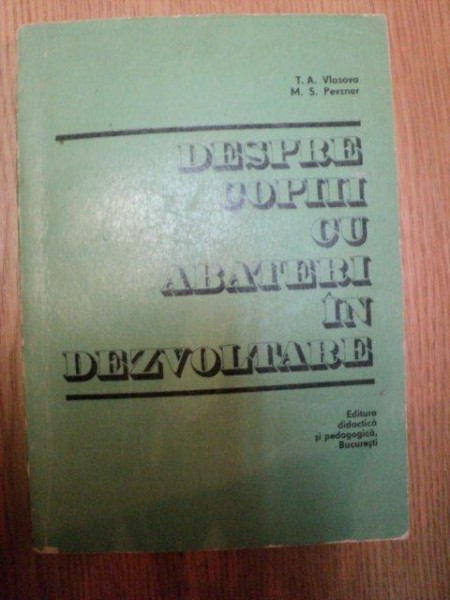 T. A. Vlasova
M. S. Pevzner
DESPRE
COPIII
CU
ABATERI
ÎN
DEZVOLTARE
Editura
didactică
și pedagogică,
București